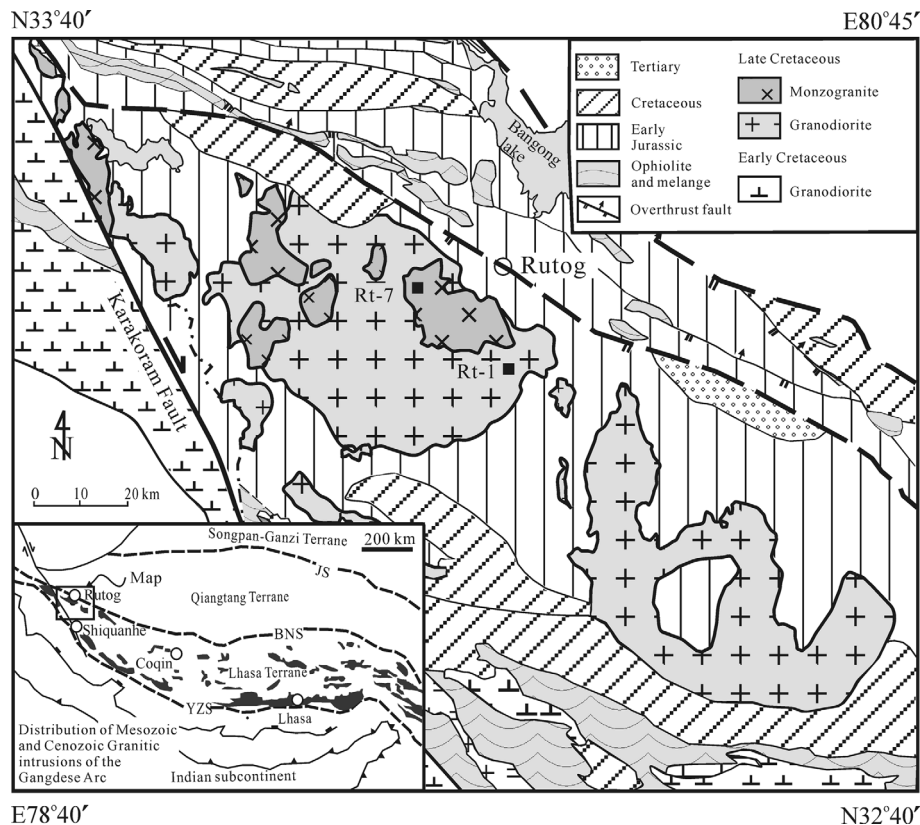 N33°40′
E80°45′
Tertiary
Cretaceous
Early
Jurassic
Ophiolite
and melange
Overthrust fault
Late Cretaceous
Monzogranite
Granodiorite
Early Cretaceous
Granodiorite
Bangong
lake
Rutog
Rt-7
Rt-1
Karakoram Fault
N
0 10 20 km
Songpan-Ganzi Terrane
200 km
JS
Map
Rutog
Qiangtang Terrane
Shiquanhe
BNS
Coqin
Lhasa Terrane
YZS
Lhasa
Distribution of Mesozoic
and Cenozoic Granitic
intrusions of the
Gangdese Arc
Indian subcontinent
E78°40′
N32°40′